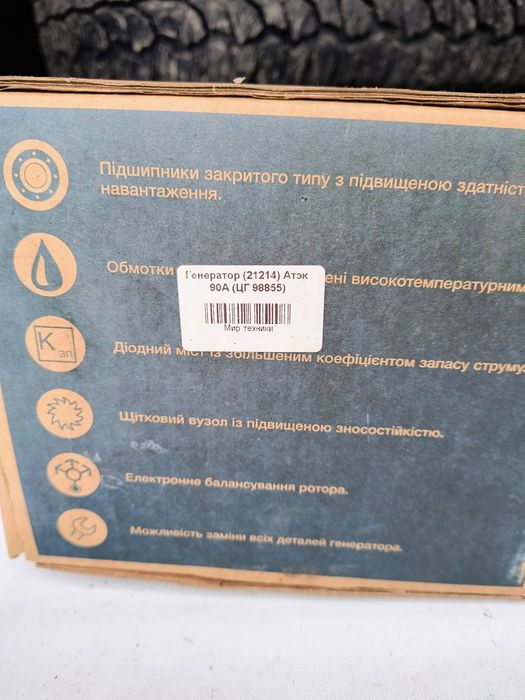 Підшипники закритого типу з підвищеною здатніст
навантаження.
Обмотки
ені високотемпературним
Генератор (21214) Атэк
90А (ЦГ 98855)
Мир техники
К
зп
Діодний міст із збільшеним коефіцієнтом запасу струму.
Щітковий вузол із підвищеною зносостійкістю.
Електронне балансування ротора.
Можливість заміни всіх деталей генератора.